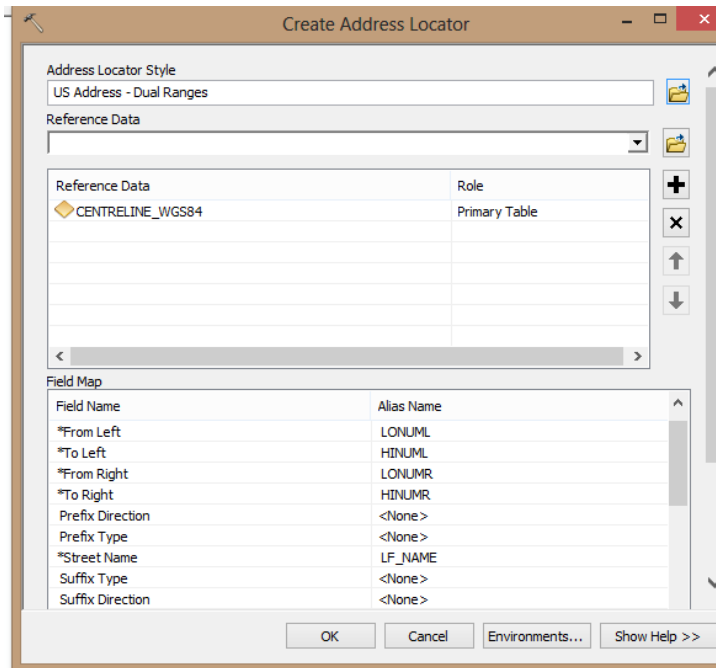 Create Address Locator
Address Locator Style
US Address - Dual Ranges
Reference Data
Reference Data Role
CENTRELINE_WGS84 Primary Table
Field Map
Field Name Alias Name
*From Left LONUML
*To Left HINUML
*From Right LONUMR
*To Right HINUMR
Prefix Direction <None>
Prefix Type <None>
*Street Name LF_NAME
Suffix Type <None>
Suffix Direction <None>
OK Cancel Environments... Show Help >>